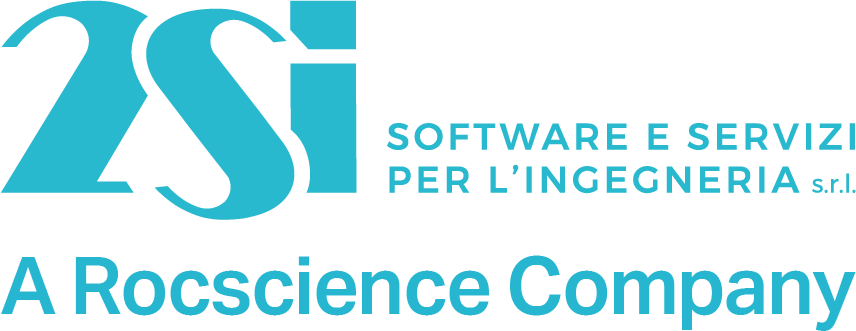 2Si
SOFTWARE E SERVIZI
PER L’INGEGNERIA s.r.l.
A Rocscience Company